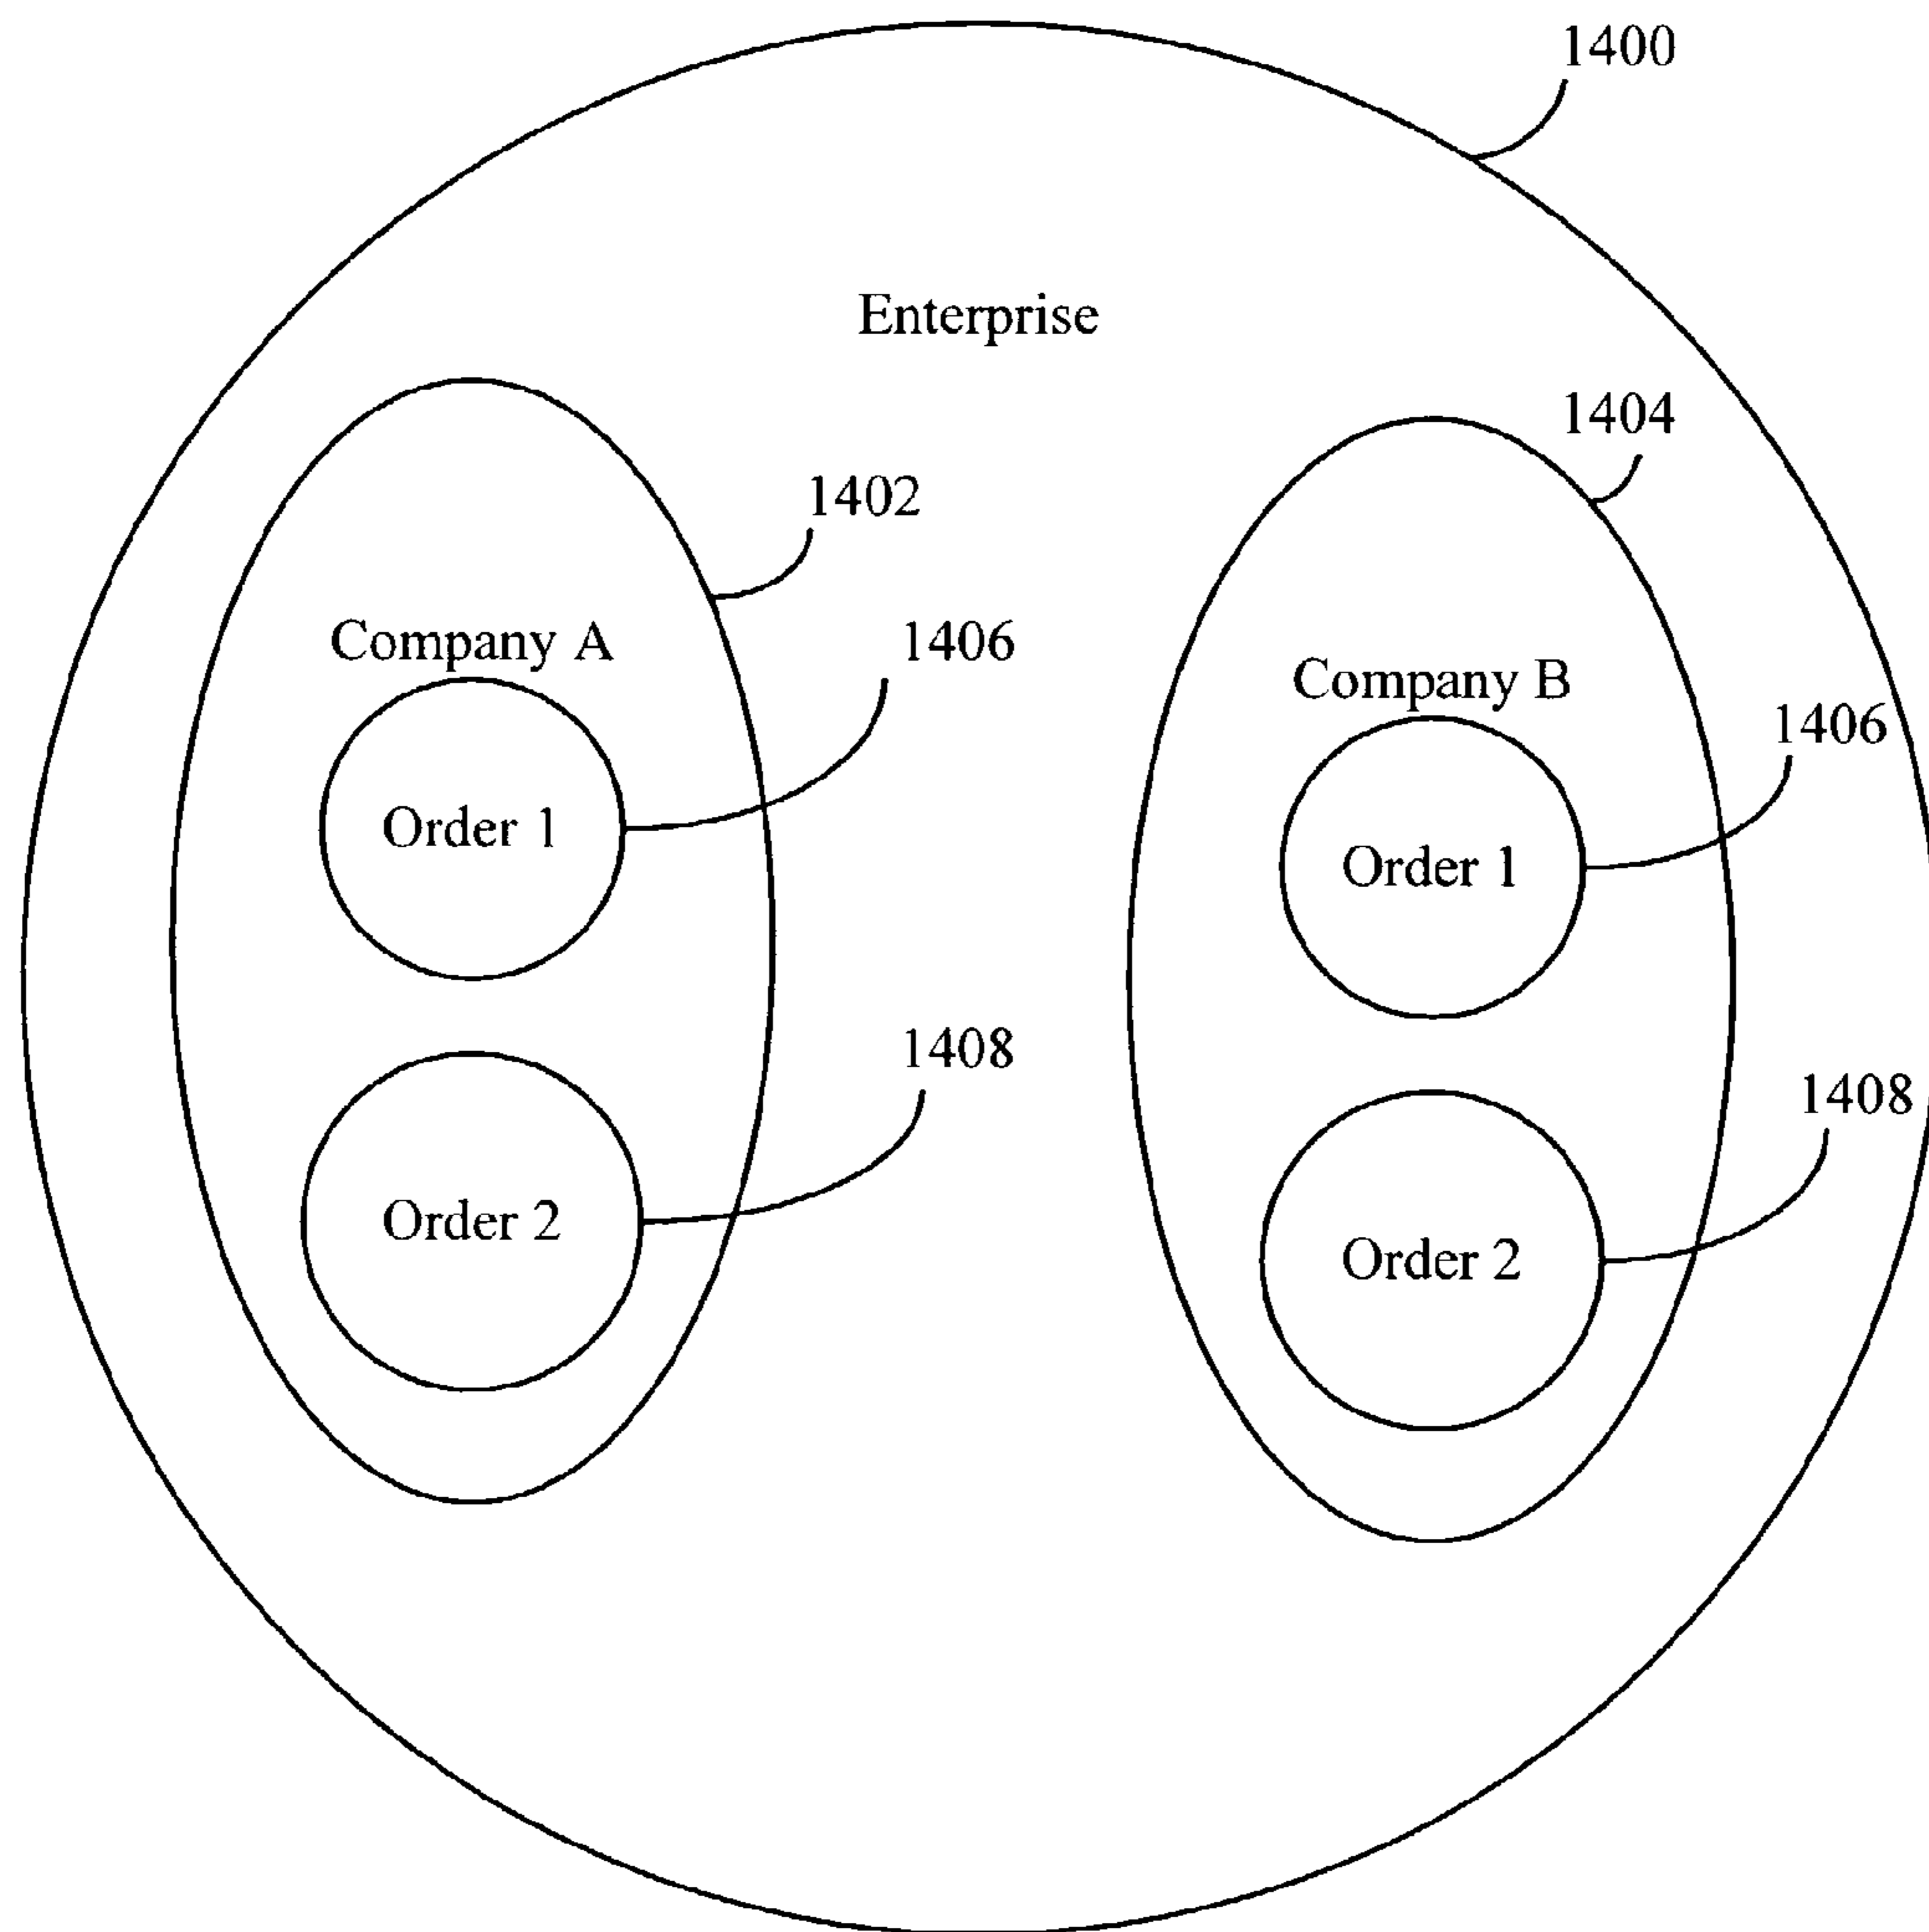 1400
Enterprise
1404
1402
Company A
1406
Company B
1406
Order 1
Order 1
1408
1408
Order 2
Order 2